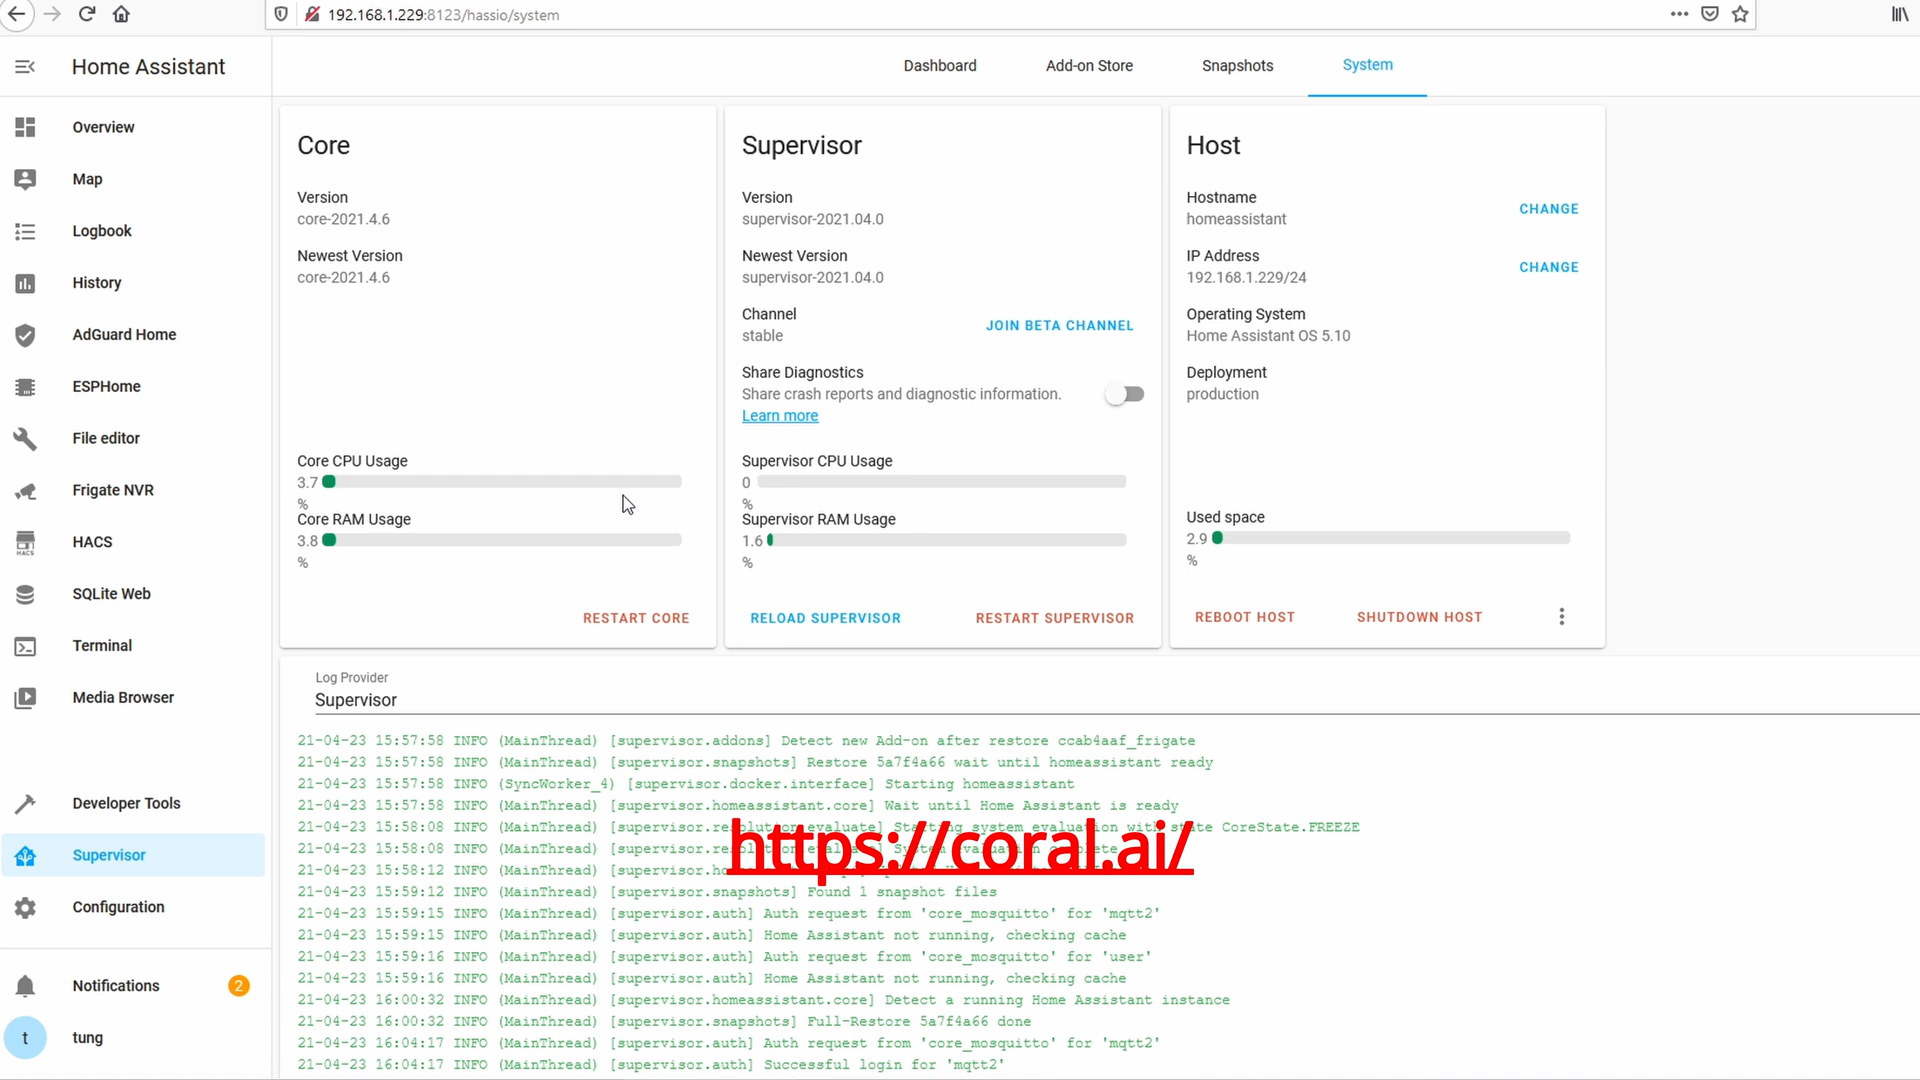 192.168.1.229:8123/hassio/system
Home Assistant
Dashboard Add-on Store Snapshots System
Overview
Map
Logbook
History
AdGuard Home
ESPHome
File editor
Frigate NVR
HACS
HACS
SQLite Web
Terminal
Media Browser
Developer Tools
Supervisor
Configuration
Notifications 2
t tung
Core
Version
core-2021.4.6
Newest Version
core-2021.4.6
Core CPU Usage
3.7
%
Core RAM Usage
3.8
%
RESTART CORE
Supervisor
Version
supervisor-2021.04.0
Newest Version
supervisor-2021.04.0
Channel
stable
JOIN BETA CHANNEL
Share Diagnostics
Share crash reports and diagnostic information.
Learn more
Supervisor CPU Usage
0
%
Supervisor RAM Usage
1.6
%
RELOAD SUPERVISOR RESTART SUPERVISOR
Host
Hostname
homeassistant
CHANGE
IP Address
192.168.1.229/24
CHANGE
Operating System
Home Assistant OS 5.10
Deployment
production
Used space
2.9
%
REBOOT HOST SHUTDOWN HOST
Log Provider
Supervisor
21-04-23 15:57:58 INFO (MainThread) [supervisor.addons] Detect new Add-on after restore ccab4aaf_frigate
21-04-23 15:57:58 INFO (MainThread) [supervisor.snapshots] Restore 5a7f4a66 wait until homeassistant ready
21-04-23 15:57:58 INFO (SyncWorker_4) [supervisor.docker.interface] Starting homeassistant
21-04-23 15:57:58 INFO (MainThread) [supervisor.homeassistant.core] Wait until Home Assistant is ready
21-04-23 15:58:08 INFO (MainThread) [supervisor.resolution.evaluate] Starting system evaluation with state CoreState.FREEZE
21-04-23 15:58:08 INFO (MainThread) [supervisor.resolution.evaluate] System evaluation complete
21-04-23 15:58:12 INFO (MainThread)
https://coral.ai/
21-04-23 15:59:12 INFO (MainThread) [supervisor.snapshots] Found 1 snapshot files
21-04-23 15:59:15 INFO (MainThread) [supervisor.auth] Auth request from 'core_mosquitto' for 'mqtt2'
21-04-23 15:59:15 INFO (MainThread) [supervisor.auth] Home Assistant not running, checking cache
21-04-23 15:59:16 INFO (MainThread) [supervisor.auth] Auth request from 'core_mosquitto' for 'user'
21-04-23 15:59:16 INFO (MainThread) [supervisor.auth] Home Assistant not running, checking cache
21-04-23 16:00:32 INFO (MainThread) [supervisor.homeassistant.core] Detect a running Home Assistant instance
21-04-23 16:00:32 INFO (MainThread) [supervisor.snapshots] Full-Restore 5a7f4a66 done
21-04-23 16:04:17 INFO (MainThread) [supervisor.auth] Auth request from 'core_mosquitto' for 'mqtt2'
21-04-23 16:04:17 INFO (MainThread) [supervisor.auth] Successful login for 'mqtt2'